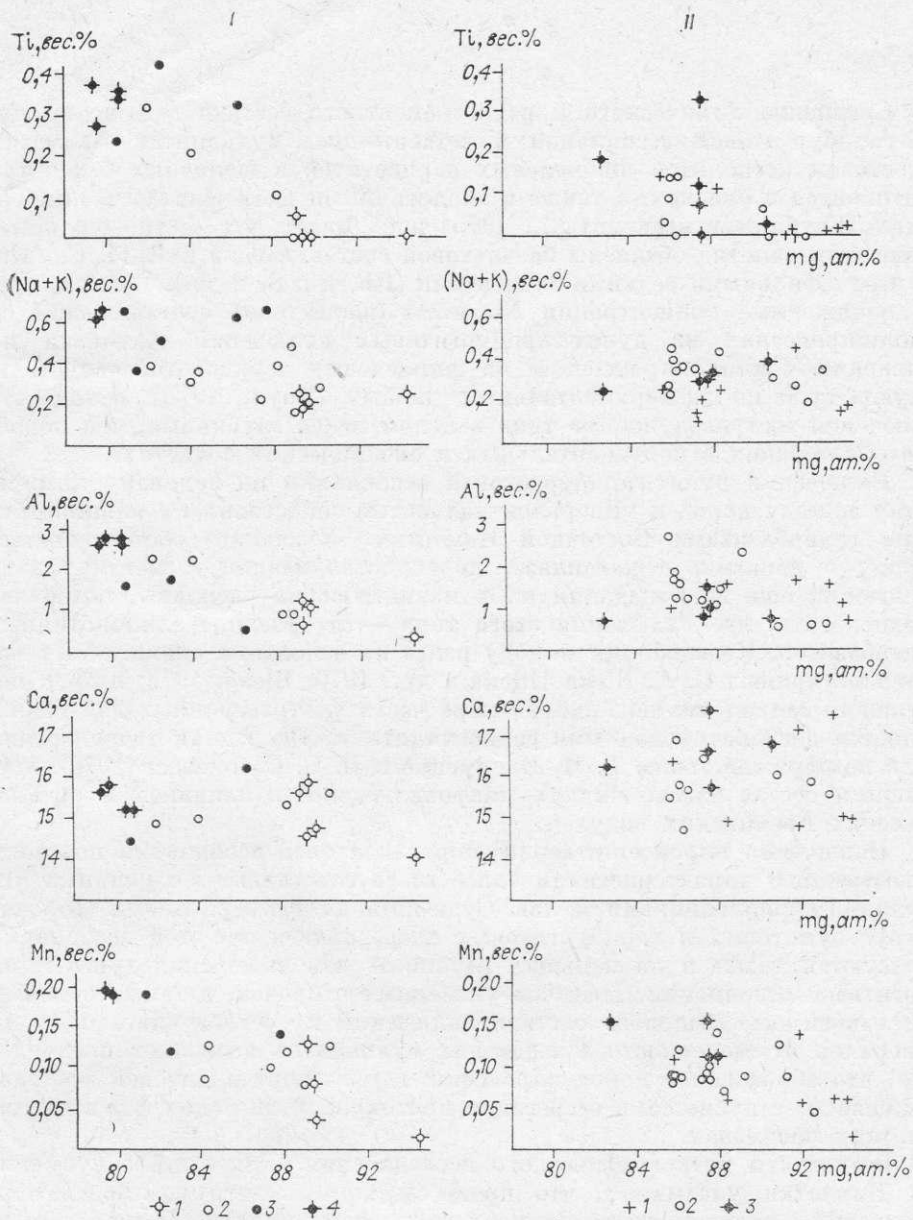 I
II
Ti, вес.%
0,4
0,3
0,2
0,1
Ti, вес.%
0,4
0,3
0,2
0,1
mg, am.%
(Na+K), вес.%
0,6
0,4
0,2
(Na+K), вес.%
0,6
0,4
0,2
mg, am.%
Al, вес.%
3
2
1
Al, вес.%
3
2
1
mg, am.%
Ca, вес.%
17
16
15
14
Ca, вес.%
17
16
15
14
mg, am.%
Mn, вес.%
0,20
0,15
0,10
0,05
80 84 88 92
Mn, вес.%
0,20
0,15
0,10
0,05
80 84 88 92 mg, am.%
1 2 3 4
1 2 3